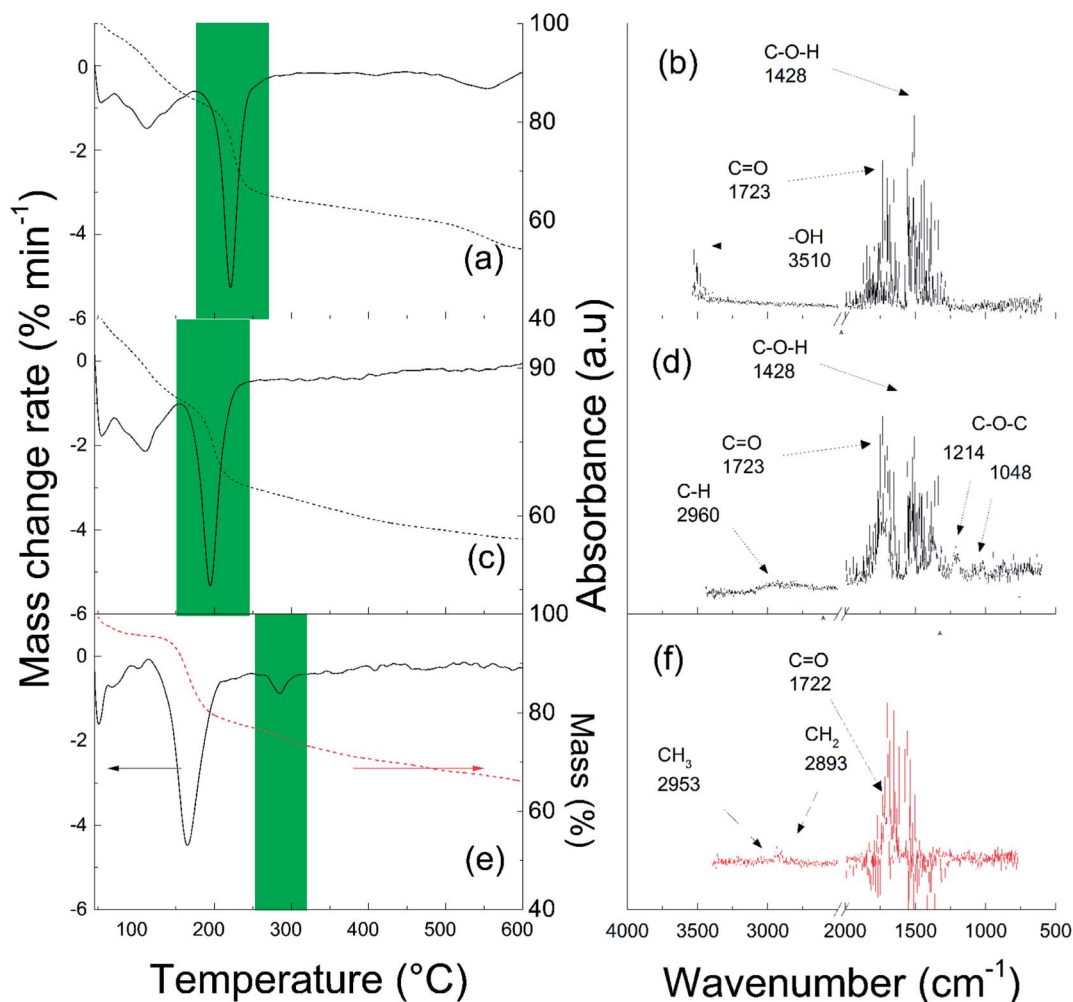 Mass change rate (% min-1)
0
-2
-4
-6
0
-2
-4
-6
0
-2
-4
-6
(a)
(c)
(e)
100
80
60
40
90
60
100
80
60
40
Mass (%)
100
200
300
400
500
600
Temperature (°C)
Absorbance (a.u)
(b)
C-O-H
1428
C=O
1723
-OH
3510
A
(d)
C-O-H
1428
C=O
1723
C-O-C
1214
1048
C-H
2960
A
A
(f)
C=O
1722
CH2
2893
CH3
2953
4000
3500
3000
2000
1500
1000
500
Wavenumber (cm-1)